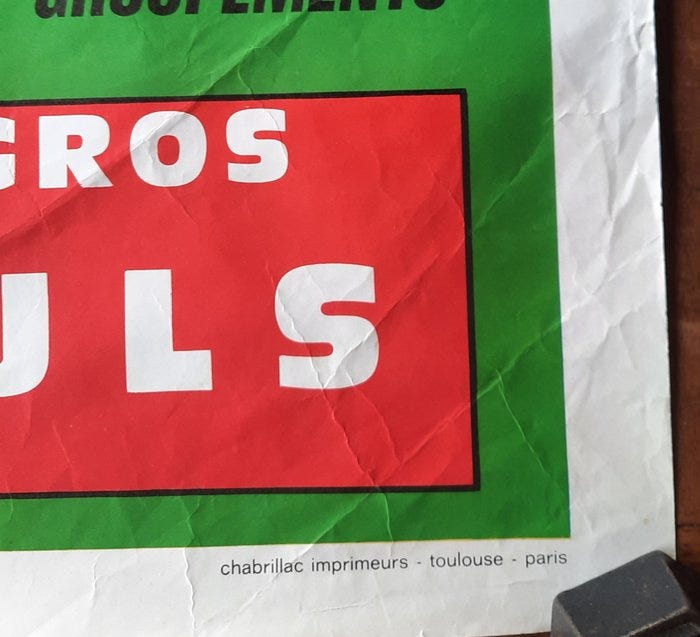 GROUPEMENTS
GROS
ULS
chabrillac imprimeurs - toulouse - paris